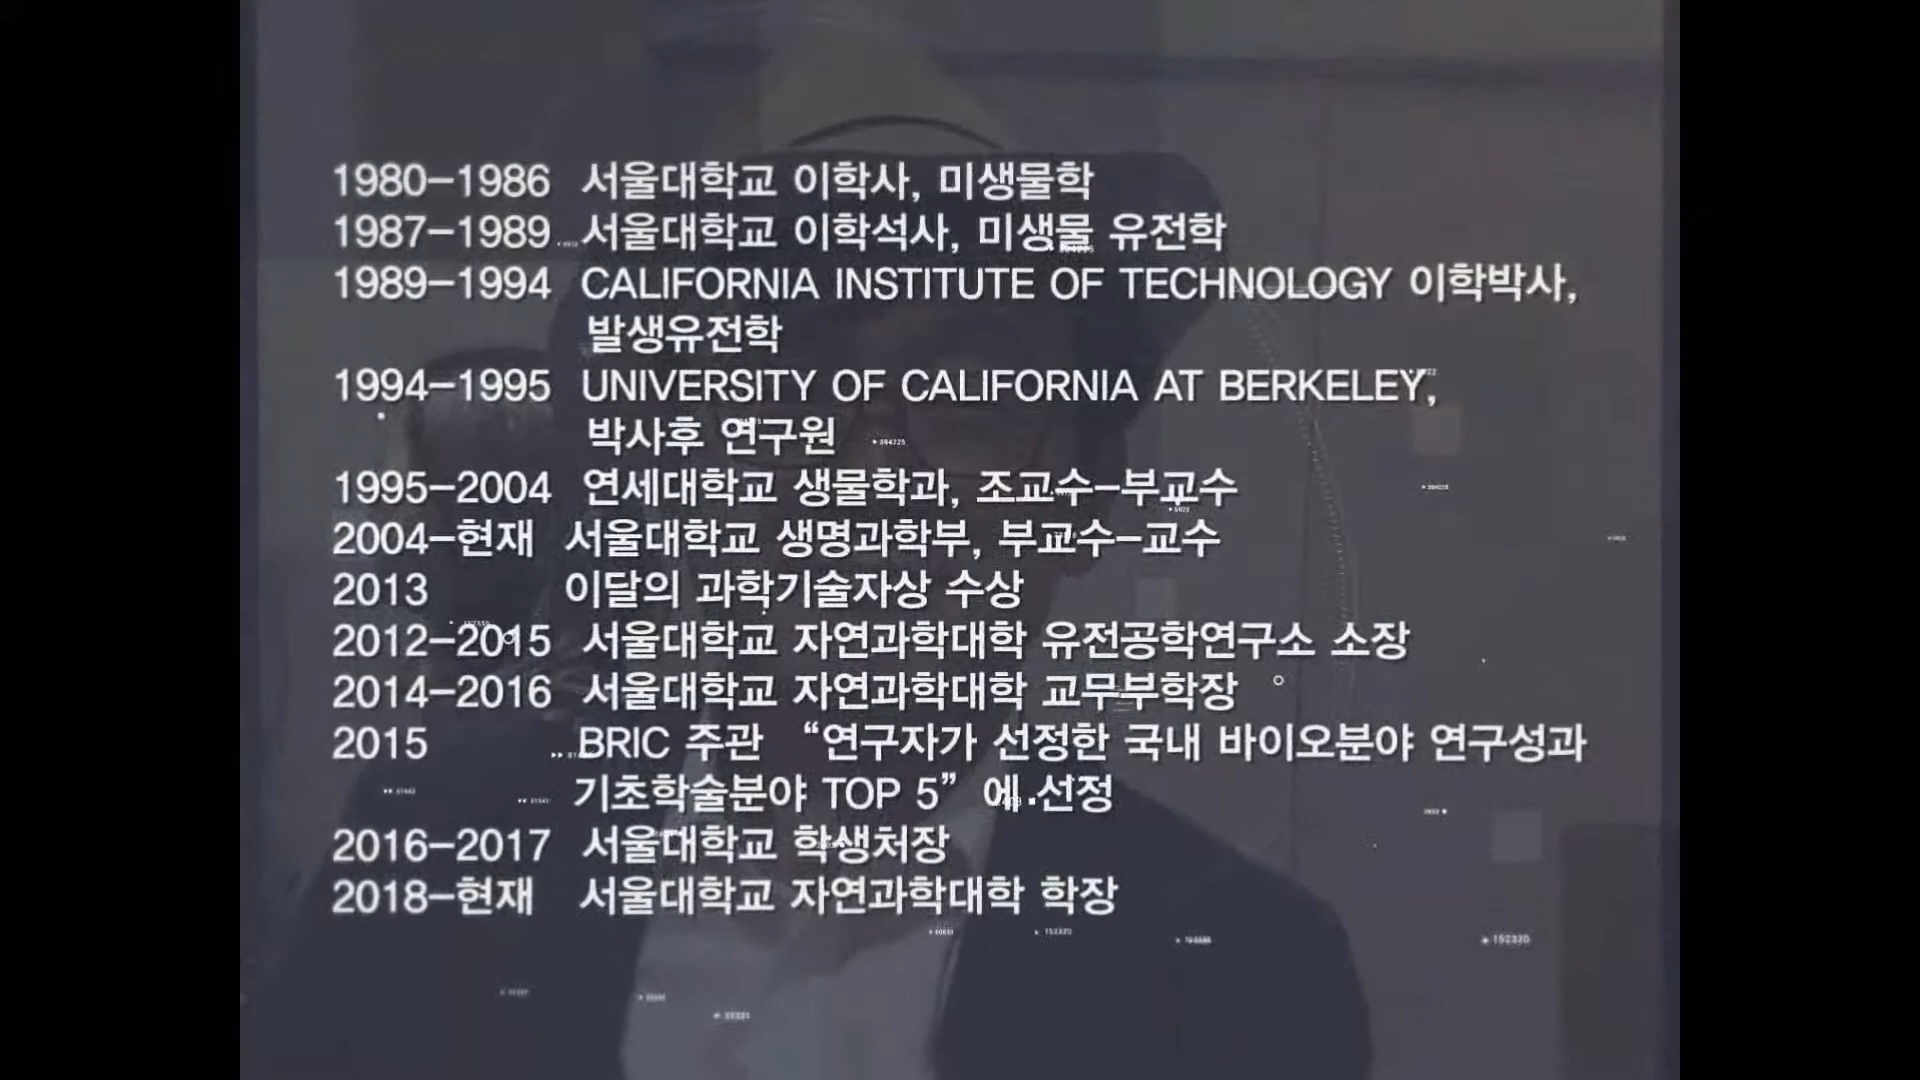 1980-1986 서울대학교 이학사, 미생물학
1987-1989 서울대학교 이학석사, 미생물 유전학
1989-1994 CALIFORNIA INSTITUTE OF TECHNOLOGY 이학박사,
발생유전학
1994-1995 UNIVERSITY OF CALIFORNIA AT BERKELEY,
박사후 연구원
1995-2004 연세대학교 생물학과, 조교수-부교수
2004-현재 서울대학교 생명과학부, 부교수-교수
2013 이달의 과학기술자상 수상
2012-2015 서울대학교 자연과학대학 유전공학연구소 소장
2014-2016 서울대학교 자연과학대학 교무부학장
2015 BRIC 주관 “연구자가 선정한 국내 바이오분야 연구성과
기초학술분야 TOP 5” 에 선정
2016-2017 서울대학교 학생처장
2018-현재 서울대학교 자연과학대학 학장
394225
152320
152320